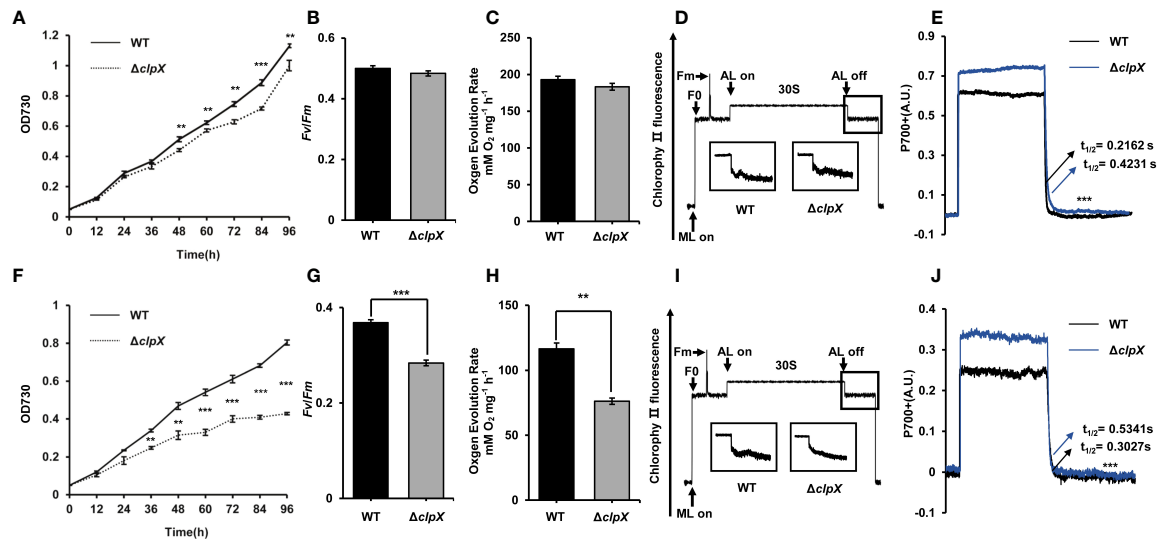 A
B
C
D
E
WT
ΔclpX
1.2
1
0.8
0.6
0.4
0.2
0
OD730
** ** ** ** *** **
0 12 24 36 48 60 72 84 96
Time(h)
0.6
0.4
0.2
0
Fv/Fm
WT ΔclpX
250
200
150
100
50
0
Oxgen Evolution Rate
mM O2 mg-1 h-1
WT ΔclpX
Chlorophy II fluorescence
Fm
F0
AL on
30S
AL off
WT
ΔclpX
ML on
WT
ΔclpX
0.9
0.7
0.5
0.3
0.1
-0.1
P700+(A.U.)
t1/2= 0.2162 s
t1/2= 0.4231 s
***
F
G
H
I
J
WT
ΔclpX
1
0.8
0.6
0.4
0.2
0
OD730
** ** *** *** *** ***
0 12 24 36 48 60 72 84 96
Time(h)
***
0.4
0.2
0
Fv/Fm
WT ΔclpX
**
150
100
50
0
Oxgen Evolution Rate
mM O2 mg-1 h-1
WT ΔclpX
Chlorophy II fluorescence
Fm
F0
AL on
30S
AL off
WT
ΔclpX
ML on
WT
ΔclpX
0.4
0.3
0.2
0.1
0
-0.1
P700+(A.U.)
t1/2= 0.5341s
t1/2= 0.3027s
***